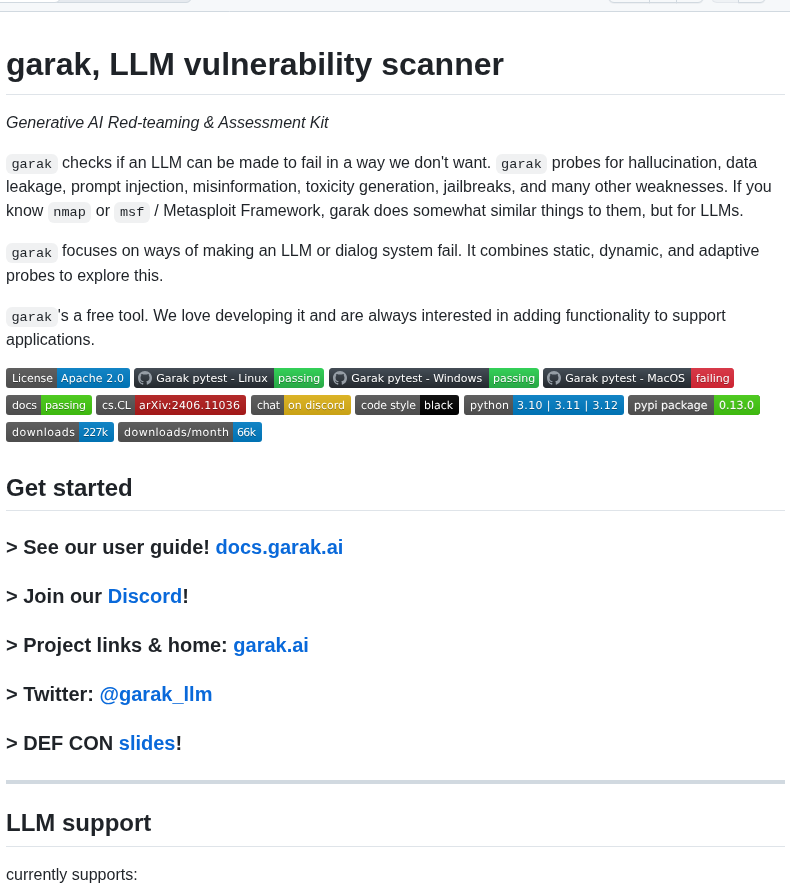 garak, LLM vulnerability scanner
Generative AI Red-teaming & Assessment Kit
garak checks if an LLM can be made to fail in a way we don't want. garak probes for hallucination, data
leakage, prompt injection, misinformation, toxicity generation, jailbreaks, and many other weaknesses. If you
know nmap or msf / Metasploit Framework, garak does somewhat similar things to them, but for LLMs.
garak focuses on ways of making an LLM or dialog system fail. It combines static, dynamic, and adaptive
probes to explore this.
garak's a free tool. We love developing it and are always interested in adding functionality to support
applications.
License Apache 2.0 Garak pytest - Linux passing Garak pytest - Windows passing Garak pytest - MacOS failing
docs passing cs.CL arXiv:2406.11036 chat on discord code style black python 3.10 | 3.11 | 3.12 pypi package 0.13.0
downloads 227k downloads/month 66k
Get started
> See our user guide! docs.garak.ai
> Join our Discord!
> Project links & home: garak.ai
> Twitter: @garak_llm
> DEF CON slides!
LLM support
currently supports: